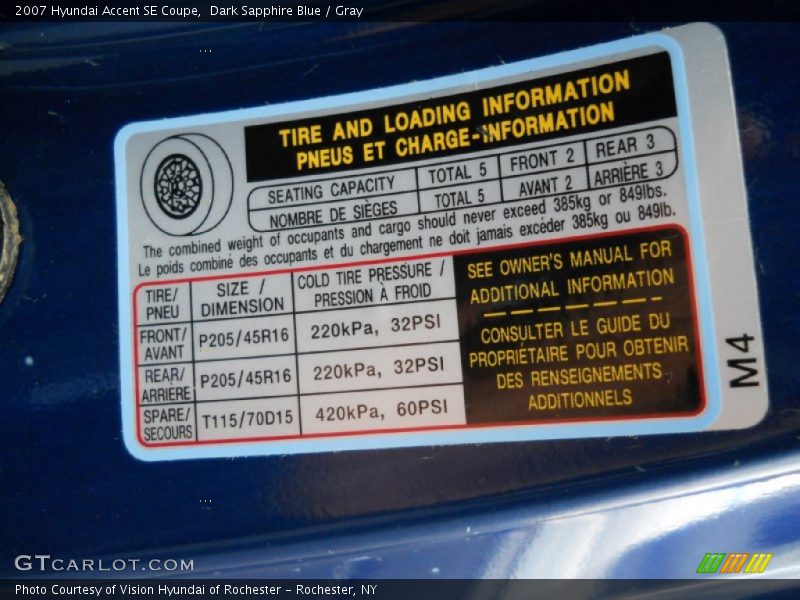 2007 Hyundai Accent SE Coupe,  Dark Sapphire Blue / Gray
TIRE AND LOADING INFORMATION
PNEUS ET CHARGE-INFORMATION
SEATING CAPACITY TOTAL 5 FRONT 2 REAR 3
NOMBRE DE SIÈGES TOTAL 5 AVANT 2 ARRIÈRE 3
The combined weight of occupants and cargo should never exceed 385kg or 849lbs.
Le poids combiné des occupants et du chargement ne doit jamais excéder 385kg ou 849lb.
TIRE/
PNEU
SIZE /
DIMENSION
COLD TIRE PRESSURE /
PRESSION À FROID
FRONT/
AVANT
P205/45R16
220kPa, 32PSI
REAR/
ARRIÈRE
P205/45R16
220kPa, 32PSI
SPARE/
SECOURS
T115/70D15
420kPa, 60PSI
SEE OWNER'S MANUAL FOR
ADDITIONAL INFORMATION
CONSULTER LE GUIDE DU
PROPRIÉTAIRE POUR OBTENIR
DES RENSEIGNEMENTS
ADDITIONNELS
M4
GTCARLOT.COM
Photo Courtesy of Vision Hyundai of Rochester – Rochester, NY